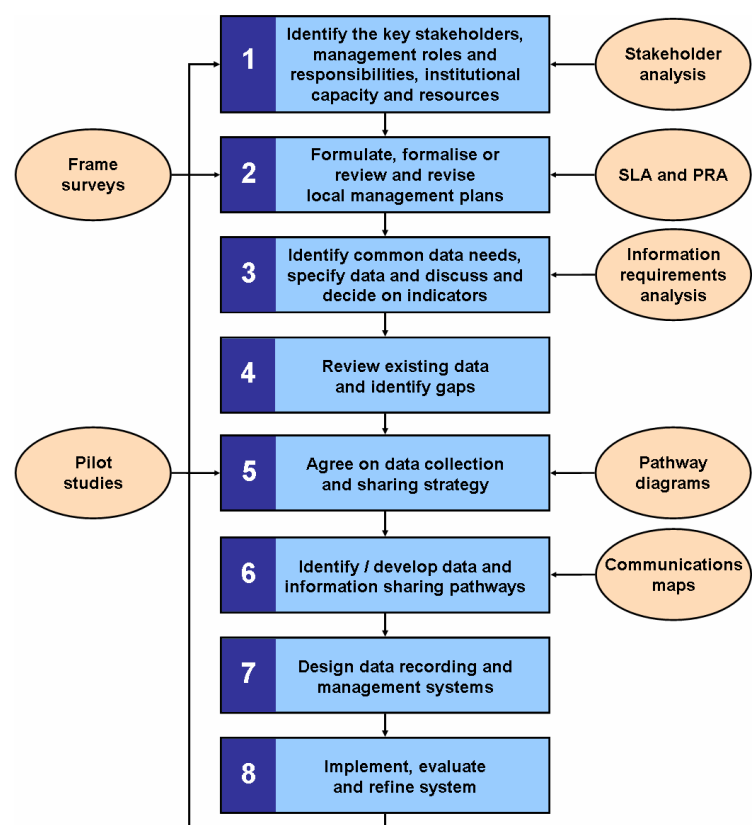 1
Identify the key stakeholders,
management roles and
responsibilities, institutional
capacity and resources
Stakeholder
analysis
Frame
surveys
2
Formulate, formalise or
review and revise
local management plans
SLA and PRA
3
Identify common data needs,
specify data and discuss and
decide on indicators
Information
requirements
analysis
4
Review existing data
and identify gaps
Pilot
studies
5
Agree on data collection
and sharing strategy
Pathway
diagrams
6
Identify / develop data and
information sharing pathways
Communications
maps
7
Design data recording and
management systems
8
Implement, evaluate
and refine system